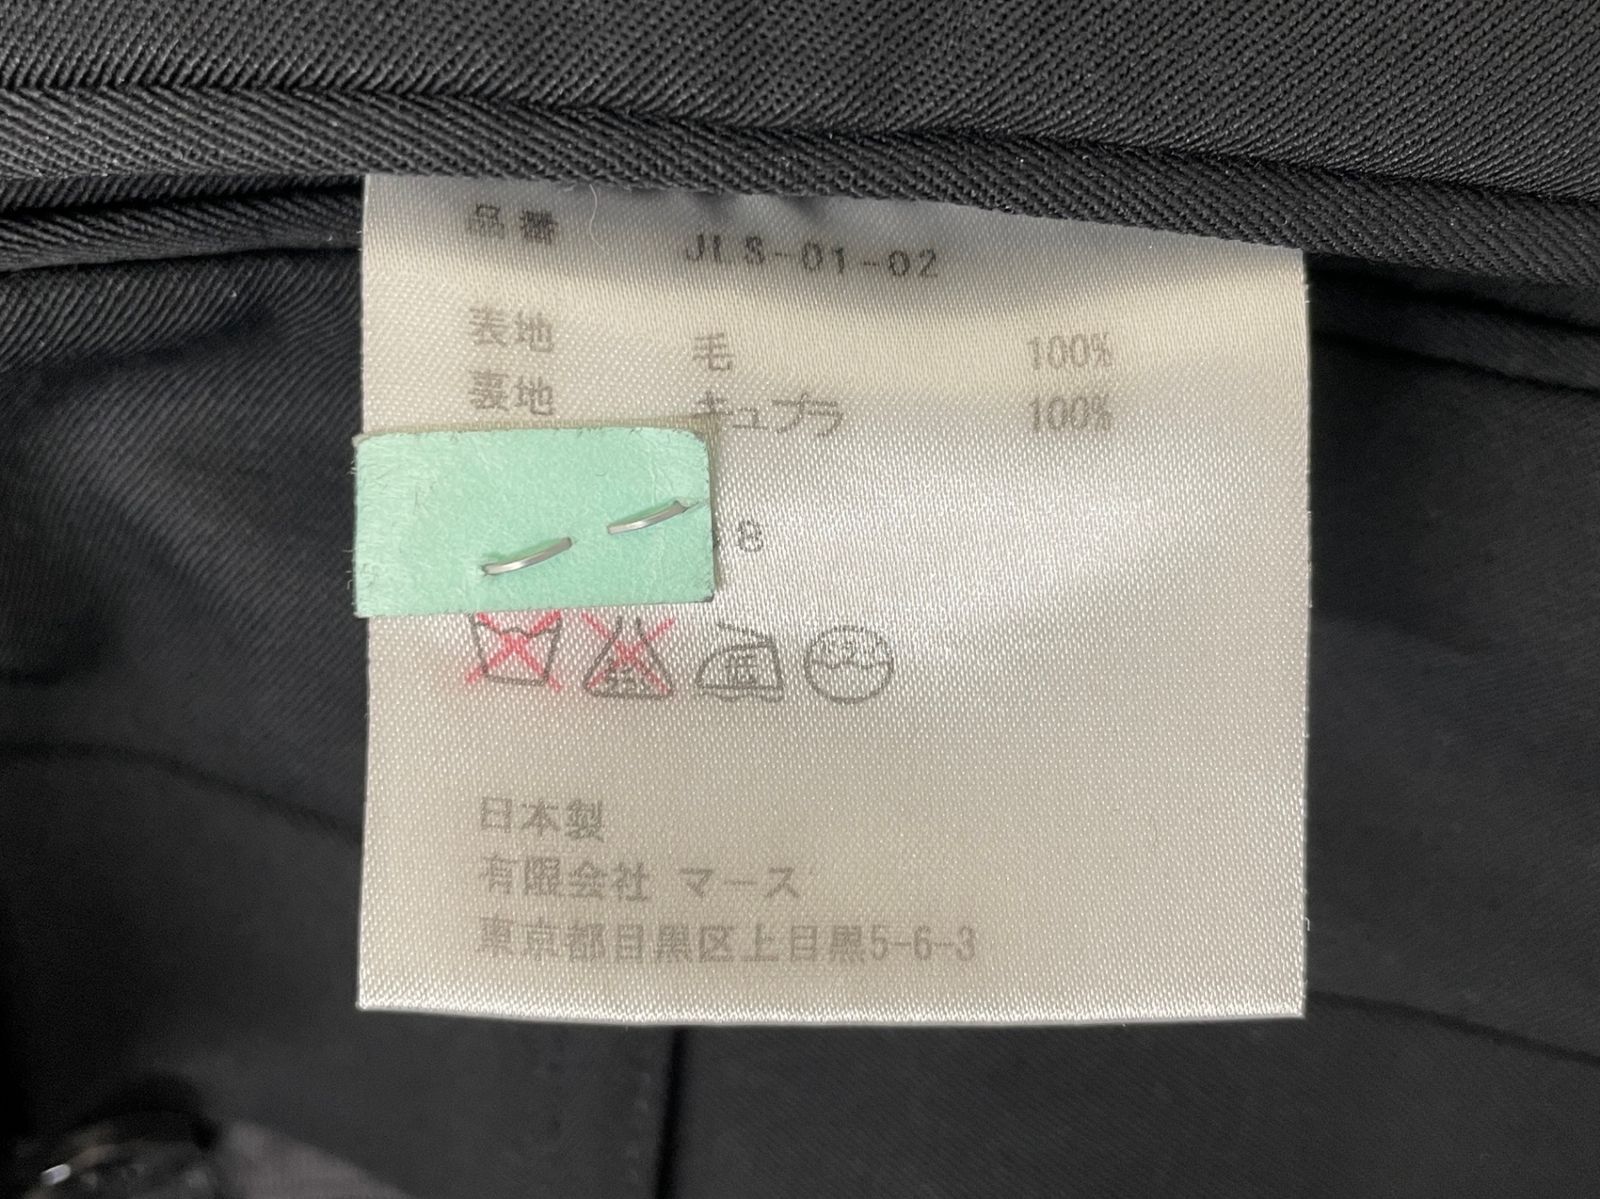 品番 JLS-01-02
表地 毛 100%
裏地 キュプラ 100%
8
日本製
有限会社 マース
東京都目黒区上目黒5-6-3